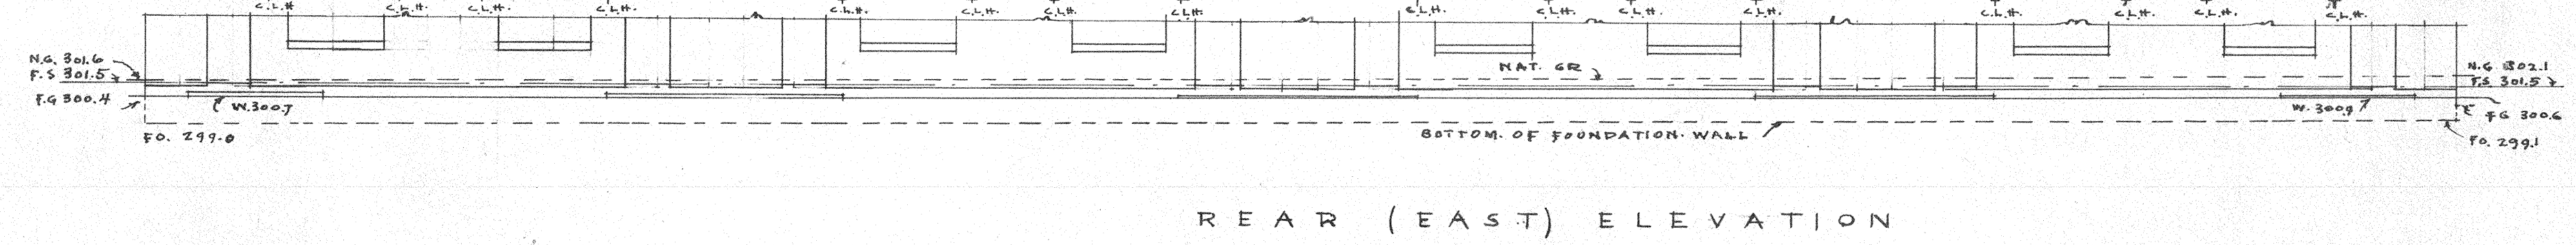 C.L.H. C.L.H. C.L.H. C.L.H. C.L.H. C.L.H. C.L.H. C.L.H. C.L.H. C.L.H. C.L.H. C.L.H. C.L.H. C.L.H. C.L.H. C.L.H.
N.G. 301.6
F.S 301.5
F.G 300.4
W. 300.7
FO. 299.0
NAT. GR
BOTTOM. OF FOUNDATION. WALL
N.G 302.1
F.S. 301.5
W. 300.9
FG 300.6
FO. 299.1
REAR (EAST) ELEVATION